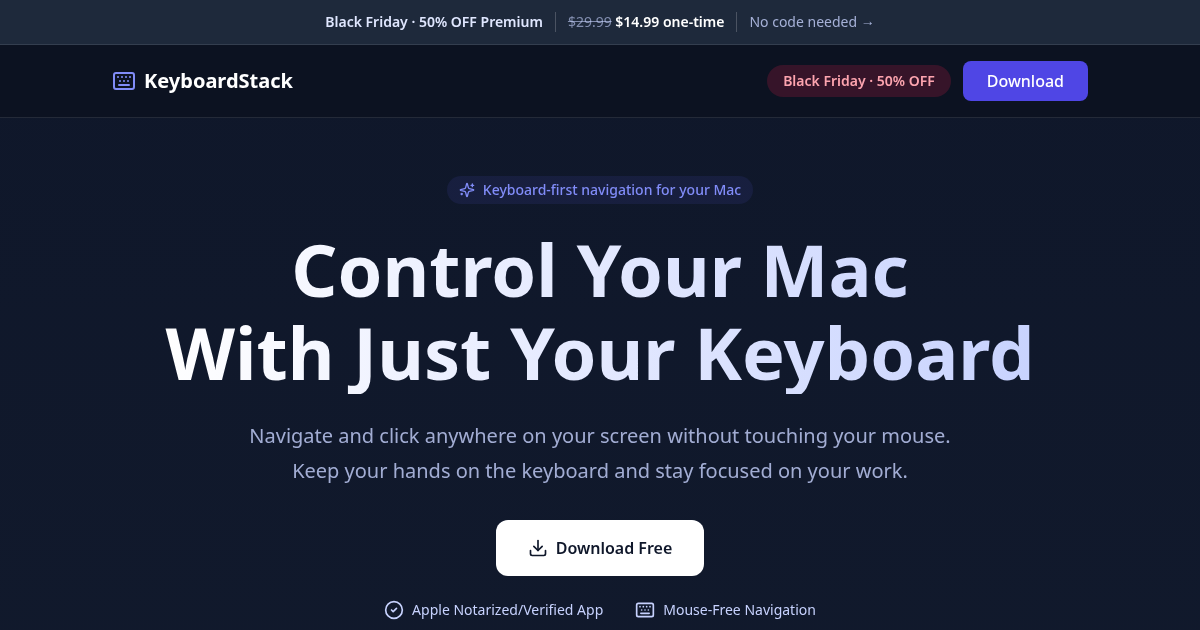 Black Friday · 50% OFF Premium $29.99 $14.99 one-time No code needed →
KeyboardStack
Black Friday · 50% OFF
Download
Keyboard-first navigation for your Mac
Control Your Mac
With Just Your Keyboard
Navigate and click anywhere on your screen without touching your mouse.
Keep your hands on the keyboard and stay focused on your work.
Download Free
Apple Notarized/Verified App
Mouse-Free Navigation